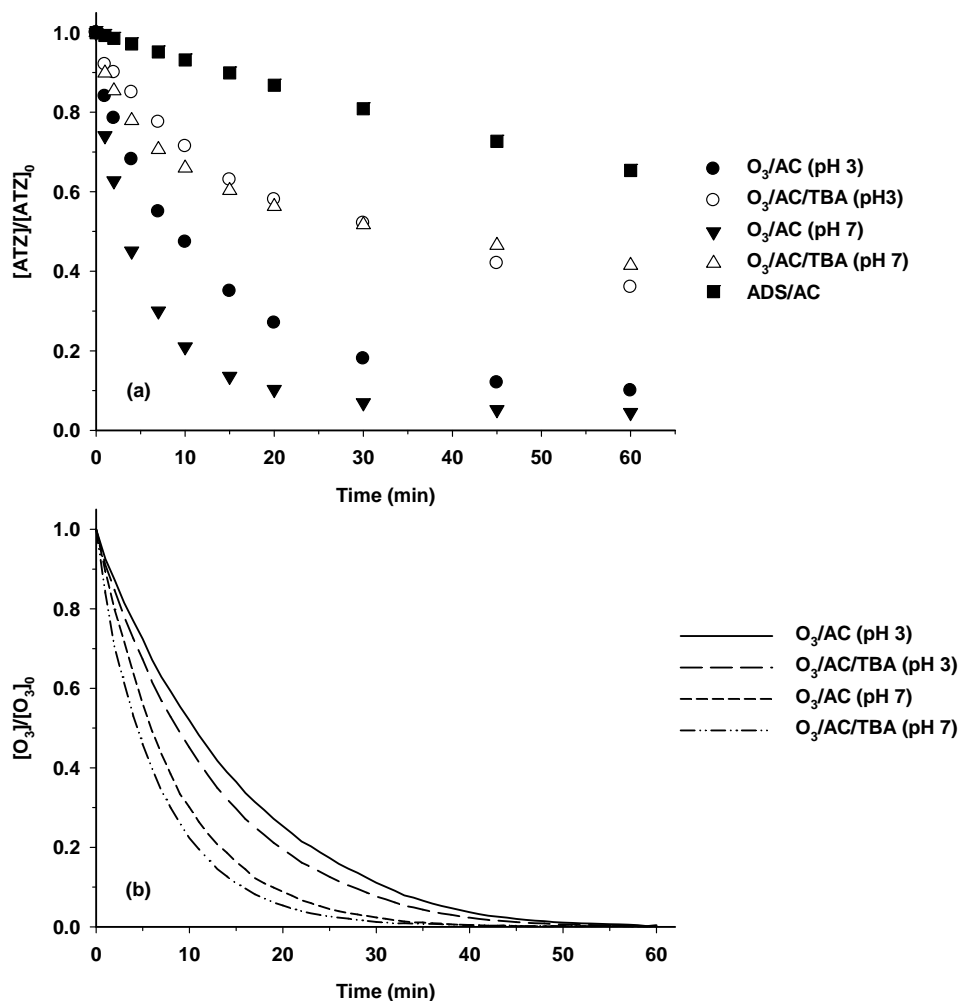 1.0
0.8
0.6
0.4
0.2
0.0
[ATZ]/[ATZ]₀
(a)
0 10 20 30 40 50 60
Time (min)
O₃/AC (pH 3)
O₃/AC/TBA (pH3)
O₃/AC (pH 7)
O₃/AC/TBA (pH 7)
ADS/AC
1.0
0.8
0.6
0.4
0.2
0.0
[O₃]/[O₃]₀
(b)
0 10 20 30 40 50 60
Time (min)
O₃/AC (pH 3)
O₃/AC/TBA (pH 3)
O₃/AC (pH 7)
O₃/AC/TBA (pH 7)